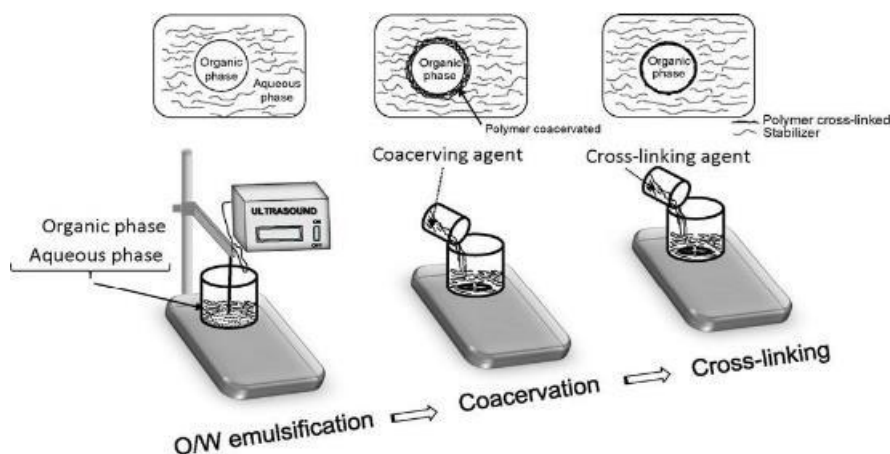 Organic
phase
Aqueous
phase
Organic
phase
Polymer coacervated
Organic
phase
Polymer cross-linked
Stabilizer
Coacerving agent
Cross-linking agent
Organic phase
Aqueous phase
ULTRASOUND
ON
OFF
O/W emulsification
Coacervation
Cross-linking